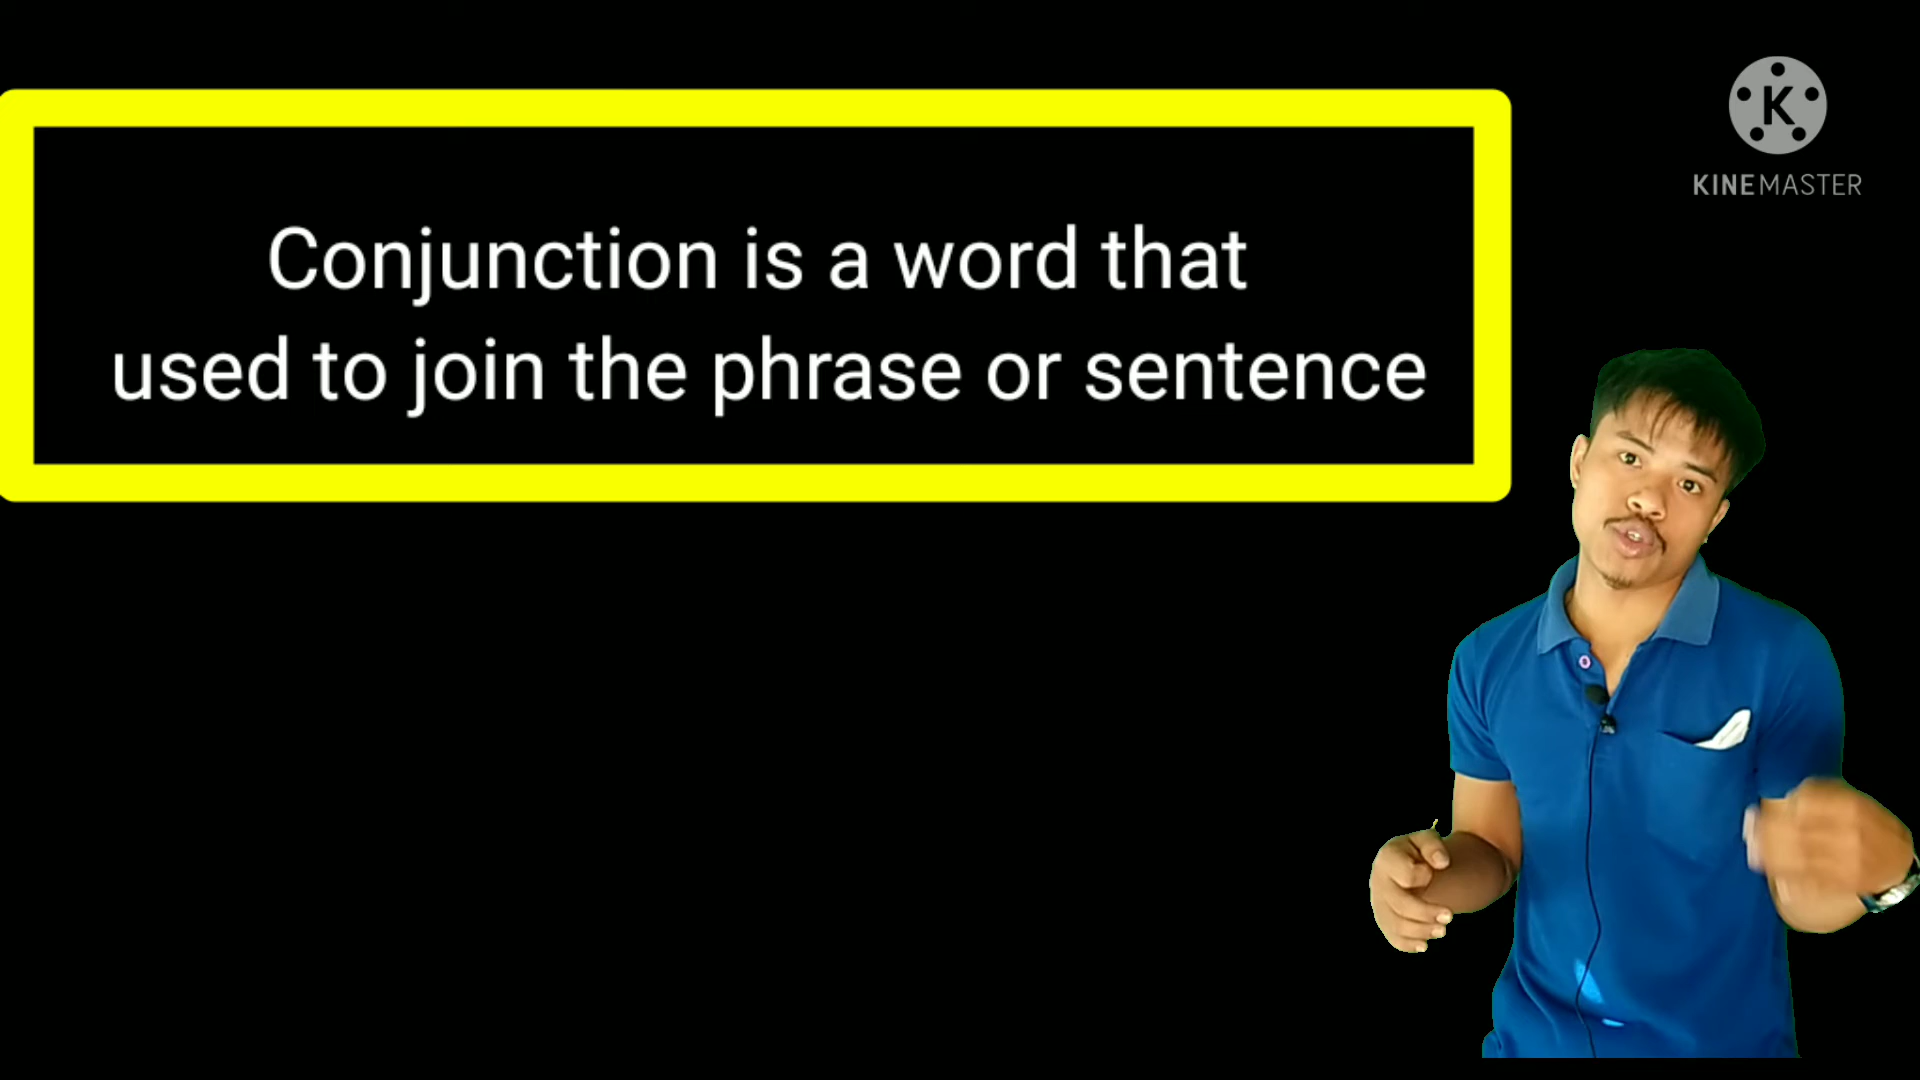 K
KINEMASTER
Conjunction is a word that
used to join the phrase or sentence